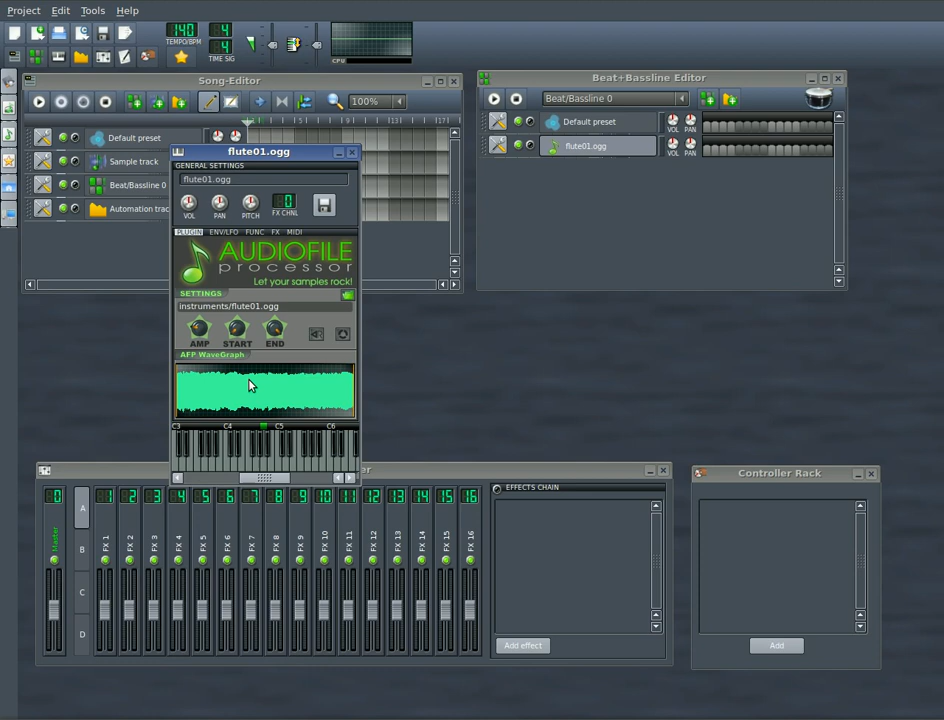 Project Edit Tools Help
140
TEMPO/BPM
4
4
TIME SIG
CPU
Song-Editor
100%
|5 |9 |13 |17
Default preset
Sample track
Beat/Bassline 0
Automation trac
Beat+Bassline Editor
Beat/Bassline 0
Default preset VOL PAN
flute01.ogg VOL PAN
flute01.ogg
GENERAL SETTINGS
flute01.ogg
VOL PAN PITCH FX CHNL
0
PLUGIN ENV/LFO FUNC FX MIDI
AUDIOFILE
processor
Let your samples rock!
SETTINGS
instruments/flute01.ogg
AMP START END
AFP WaveGraph
C3 C4 C5 C6
er
0 1 2 3 4 5 6 7 8 9 10 11 12 13 14 15 16
Master
A
B
C
D
FX 1
FX 2
FX 3
FX 4
FX 5
FX 6
FX 7
FX 8
FX 9
FX 10
FX 11
FX 12
FX 13
FX 14
FX 15
FX 16
EFFECTS CHAIN
Add effect
Controller Rack
Add